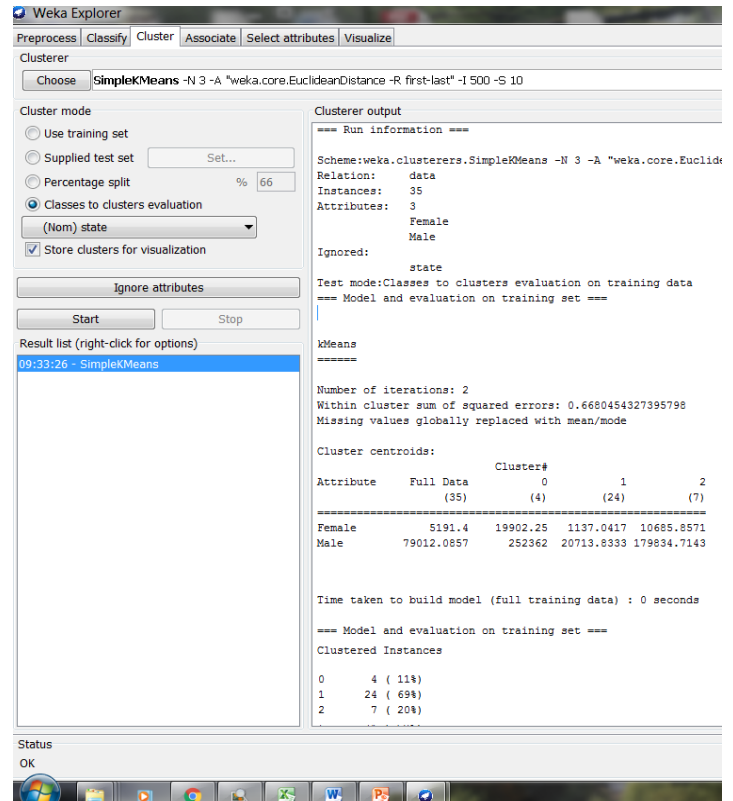 Weka Explorer
Preprocess Classify Cluster Associate Select attributes Visualize
Clusterer
Choose SimpleKMeans -N 3 -A "weka.core.EuclideanDistance -R first-last" -I 500 -S 10
Cluster mode
Use training set
Supplied test set Set...
Percentage split % 66
Classes to clusters evaluation
(Nom) state
Store clusters for visualization
Ignore attributes
Start Stop
Result list (right-click for options)
09:33:26 - SimpleKMeans
Clusterer output
=== Run information ===
Scheme:weka.clusterers.SimpleKMeans -N 3 -A "weka.core.Euclide
Relation: data
Instances: 35
Attributes: 3
Female
Male
Ignored:
state
Test mode:Classes to clusters evaluation on training data
=== Model and evaluation on training set ===
kMeans
======
Number of iterations: 2
Within cluster sum of squared errors: 0.6680454327395798
Missing values globally replaced with mean/mode
Cluster centroids:
Cluster#
Attribute Full Data 0 1 2
(35) (4) (24) (7)
============================================================
Female 5191.4 19902.25 1137.0417 10685.8571
Male 79012.0857 252362 20713.8333 179834.7143
Time taken to build model (full training data) : 0 seconds
=== Model and evaluation on training set ===
Clustered Instances
0 4 ( 11%)
1 24 ( 69%)
2 7 ( 20%)
Status
OK